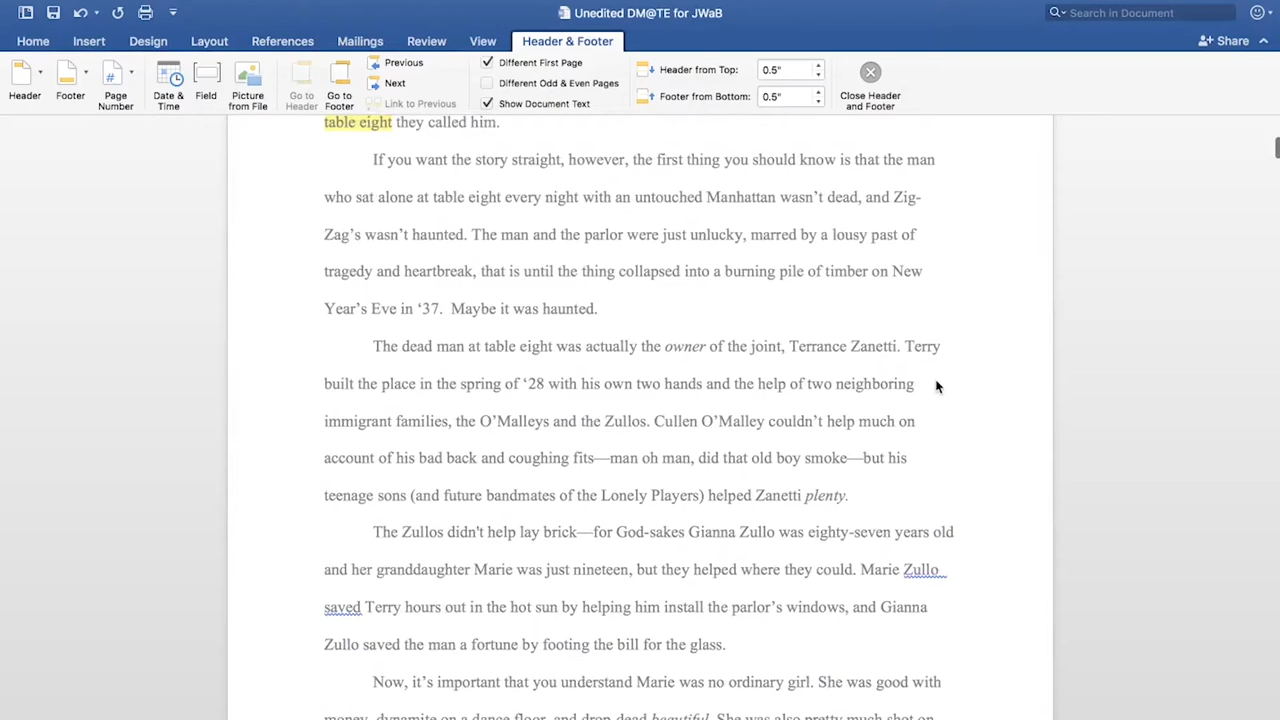 Unedited DM@TE for JWaB
Search in Document
Home Insert Design Layout References Mailings Review View Header & Footer
Share
Header
Footer
Page
Number
Date &
Time
Field
Picture
from File
Go to
Header
Go to
Footer
Previous
Next
Link to Previous
Different First Page
Different Odd & Even Pages
Show Document Text
Header from Top: 0.5"
Footer from Bottom: 0.5"
Close Header
and Footer
table eight they called him.
If you want the story straight, however, the first thing you should know is that the man
who sat alone at table eight every night with an untouched Manhattan wasn’t dead, and Zig-
Zag’s wasn’t haunted. The man and the parlor were just unlucky, marred by a lousy past of
tragedy and heartbreak, that is until the thing collapsed into a burning pile of timber on New
Year’s Eve in ‘37.  Maybe it was haunted.
The dead man at table eight was actually the owner of the joint, Terrance Zanetti. Terry
built the place in the spring of ‘28 with his own two hands and the help of two neighboring
immigrant families, the O’Malleys and the Zullos. Cullen O’Malley couldn’t help much on
account of his bad back and coughing fits—man oh man, did that old boy smoke—but his
teenage sons (and future bandmates of the Lonely Players) helped Zanetti plenty.
The Zullos didn't help lay brick—for God-sakes Gianna Zullo was eighty-seven years old
and her granddaughter Marie was just nineteen, but they helped where they could. Marie Zullo
saved Terry hours out in the hot sun by helping him install the parlor’s windows, and Gianna
Zullo saved the man a fortune by footing the bill for the glass.
Now, it’s important that you understand Marie was no ordinary girl. She was good with
money, dynamite on a dance floor, and drop-dead beautiful. She was also pretty much shot on